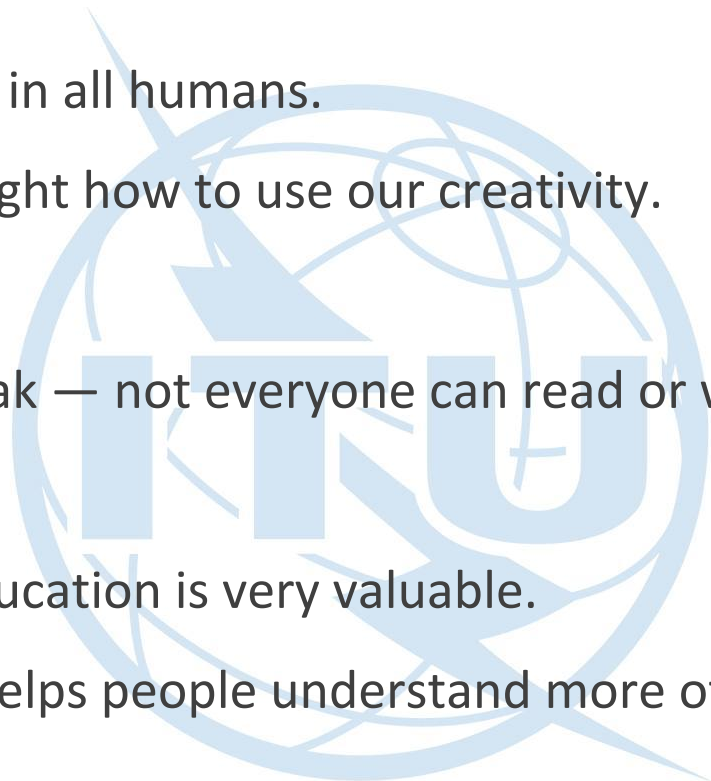 in all humans.
ght how to use our creativity.
ak — not everyone can read or
ucation is very valuable.
elps people understand more
ITU